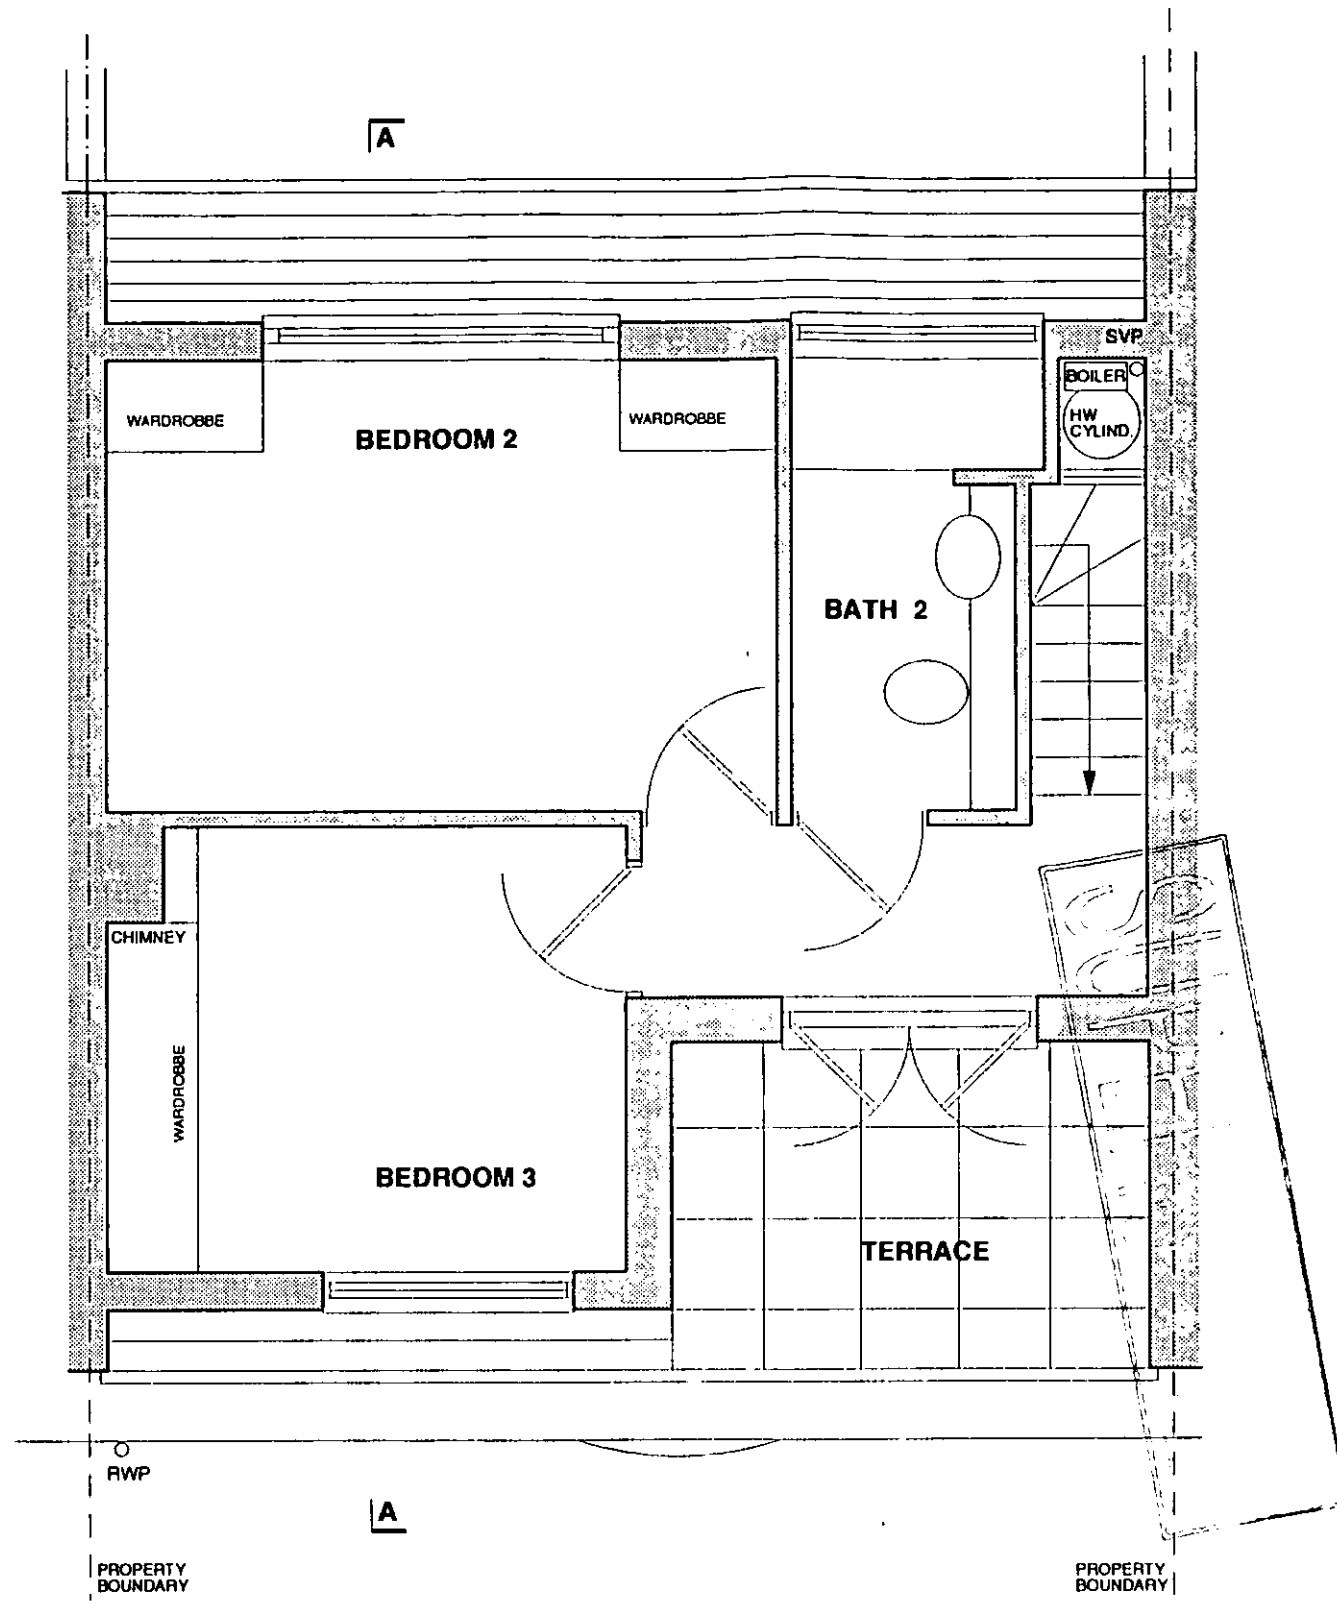 A
SVP
BOILER
HW
CYLIND.
WARDROBBE
WARDROBBE
BEDROOM 2
BATH 2
CHIMNEY
WARDROBBE
BEDROOM 3
TERRACE
RWP
A
PROPERTY
BOUNDARY
PROPERTY
BOUNDARY